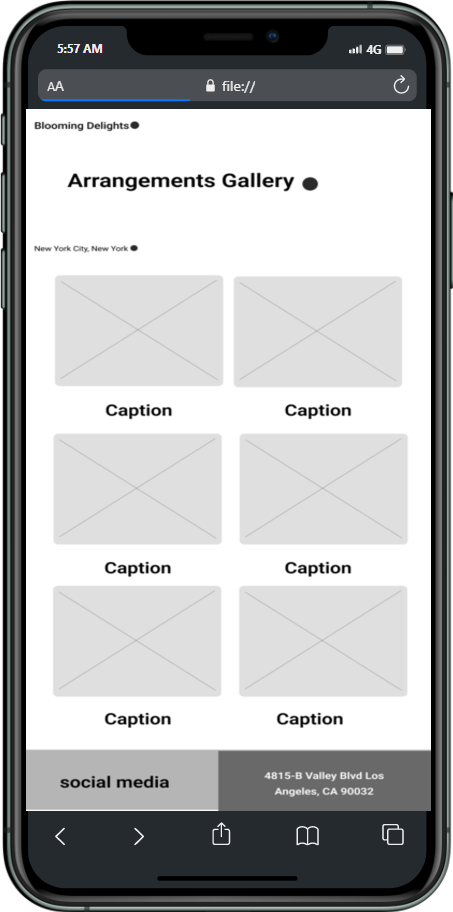 5:57 AM 4G
AA file://
Blooming Delights
Arrangements Gallery
New York City, New York
Caption Caption
Caption Caption
Caption Caption
social media
4815-B Valley Blvd Los
Angeles, CA 90032